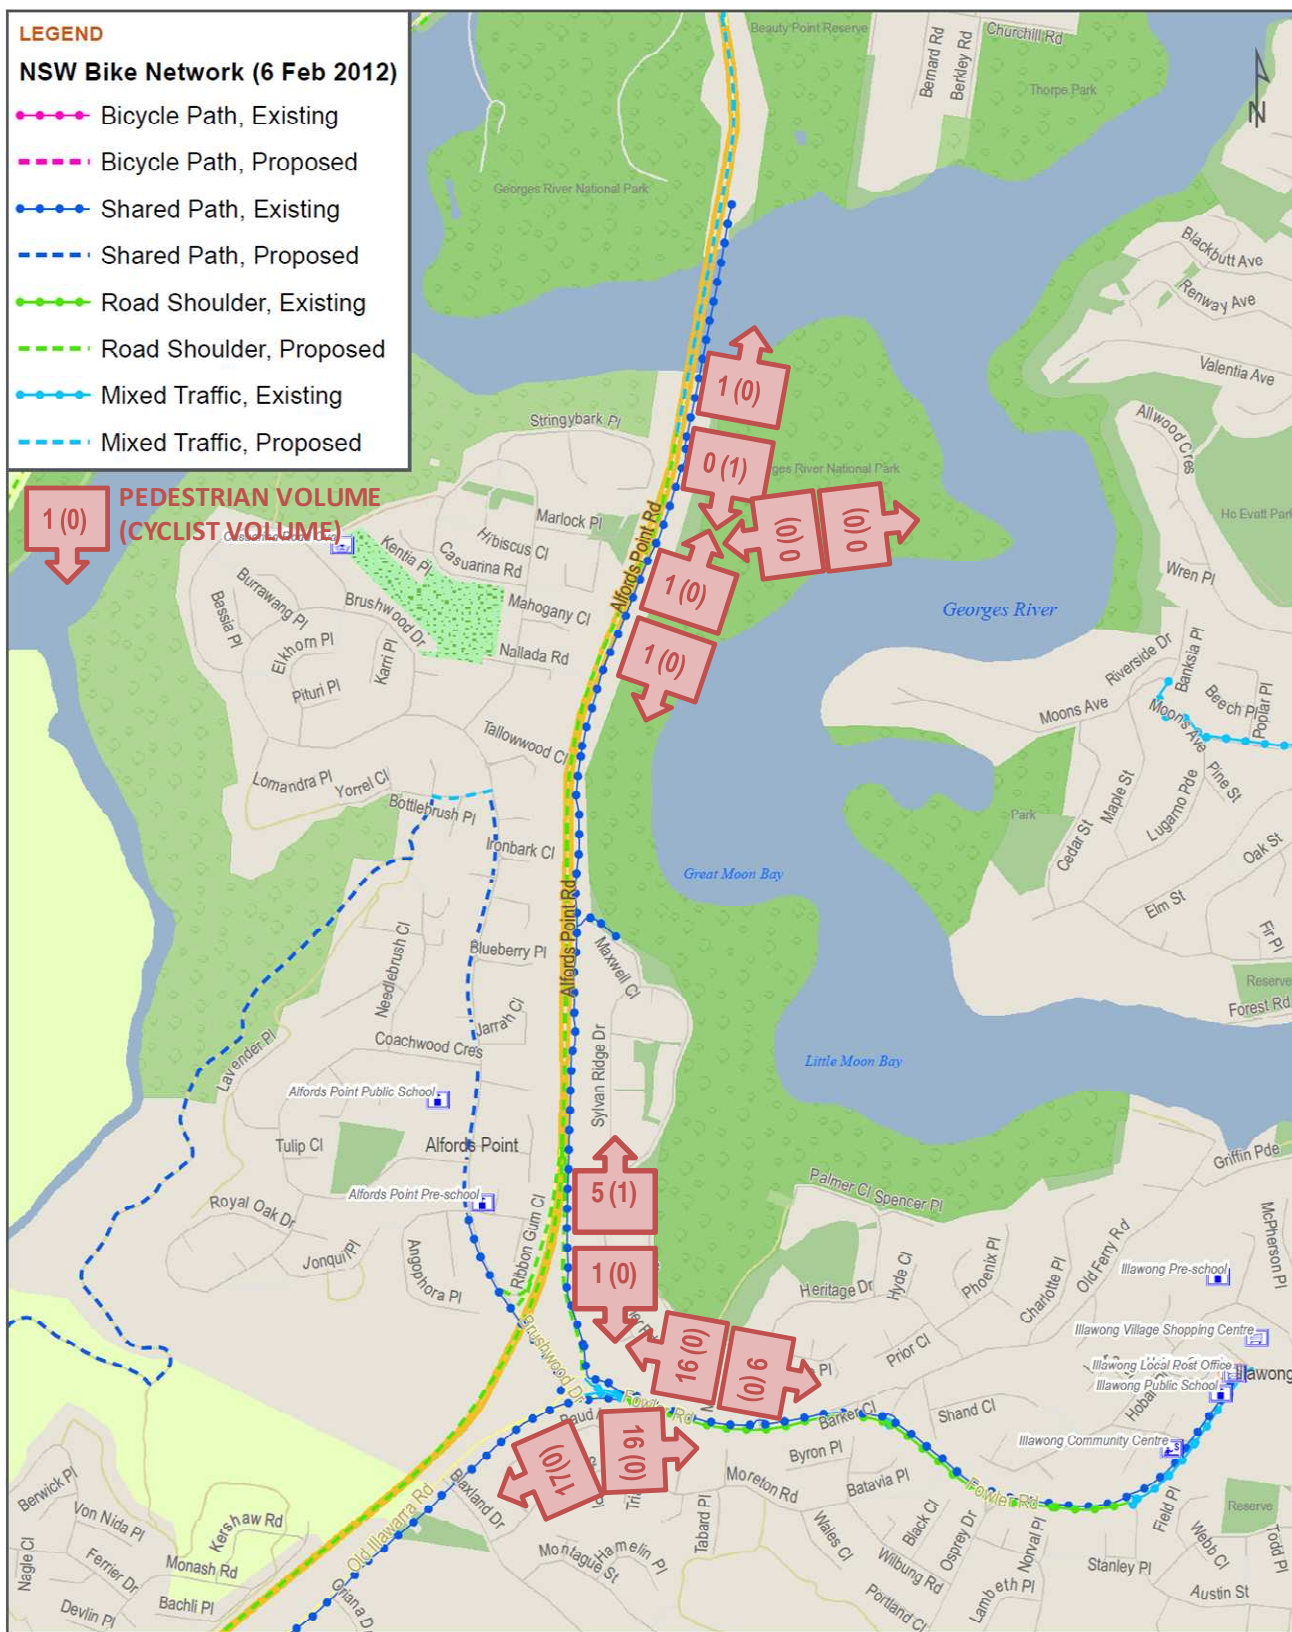 LEGEND
NSW Bike Network (6 Feb 2012)
Bicycle Path, Existing
Bicycle Path, Proposed
Shared Path, Existing
Shared Path, Proposed
Road Shoulder, Existing
Road Shoulder, Proposed
Mixed Traffic, Existing
Mixed Traffic, Proposed
1 (0)
PEDESTRIAN VOLUME
(CYCLIST VOLUME)
N
Beauty Point Reserve
Bernard Rd
Berkley Rd
Churchill Rd
Thorpe Park
Georges River National Park
Blackbutt Ave
Renway Ave
Valentia Ave
Allwood Cres
Ho Evatt Park
Wren Pl
1 (0)
0 (1)
River National Park
0 (0)
0 (0)
1 (0)
1 (0)
Stringybark Pl
Marlock Pl
Hibiscus Cl
Kentia Pl
Casuarina Rd
Mahogany Cl
Nallada Rd
Burrawang Pl
Bassia Pl
Brushwood Dr
Elkhorn Pl
Karri Pl
Pituri Pl
Alfords Point Rd
Georges River
Riverside Dr
Banksia Pl
Beech Pl
Poplar Pl
Moons Ave
Moons Ave
Pine St
Maple St
Lugarno Pde
Cedar St
Oak St
Elm St
Fir Pl
Park
Reserve
Forest Rd
Tallowwood Cl
Lomandra Pl
Yorrel Cl
Bottlebrush Pl
Ironbark Cl
Great Moon Bay
Alfords Point Rd
Blueberry Pl
Needlebrush Cl
Maxwell Cl
Jarrah Cl
Coachwood Cres
Lavender Pl
Sylvan Ridge Dr
Little Moon Bay
Alfords Point Public School
Tulip Cl
Alfords Point
Alfords Point Pre-school
Royal Oak Dr
Jonquil Pl
Angophora Pl
Ribbon Gum Cl
5 (1)
1 (0)
Palmer Cl
Spencer Pl
Griffin Pde
McPherson Pl
Old Ferry Rd
Charlotte Pl
Phoenix Pl
Hyde Cl
Heritage Dr
Prior Cl
Illawong Pre-school
Illawong Village Shopping Centre
Illawong Local Post Office
Illawong
Illawong Public School
Illawong Community Centre
16 (0)
9 (0)
Brushwood Dr
Fowler Rd
16 (0)
17 (0)
Barker Cl
Shand Cl
Byron Pl
Batavia Pl
Moreton Rd
Fowler Rd
Tabard Pl
Wales Cl
Black Cl
Osprey Dr
Wilbung Rd
Norval Pl
Lambeth Pl
Portland Cl
Field Pl
Webb Cl
Stanley Pl
Austin St
Todd Pl
Reserve
Baxland Dr
Old Illawarra Rd
Montague St
Hamelin Pl
Berwick Pl
Von Nida Pl
Kershaw Rd
Nagle Cl
Ferrier Dr
Monash Rd
Bachli Pl
Devlin Pl